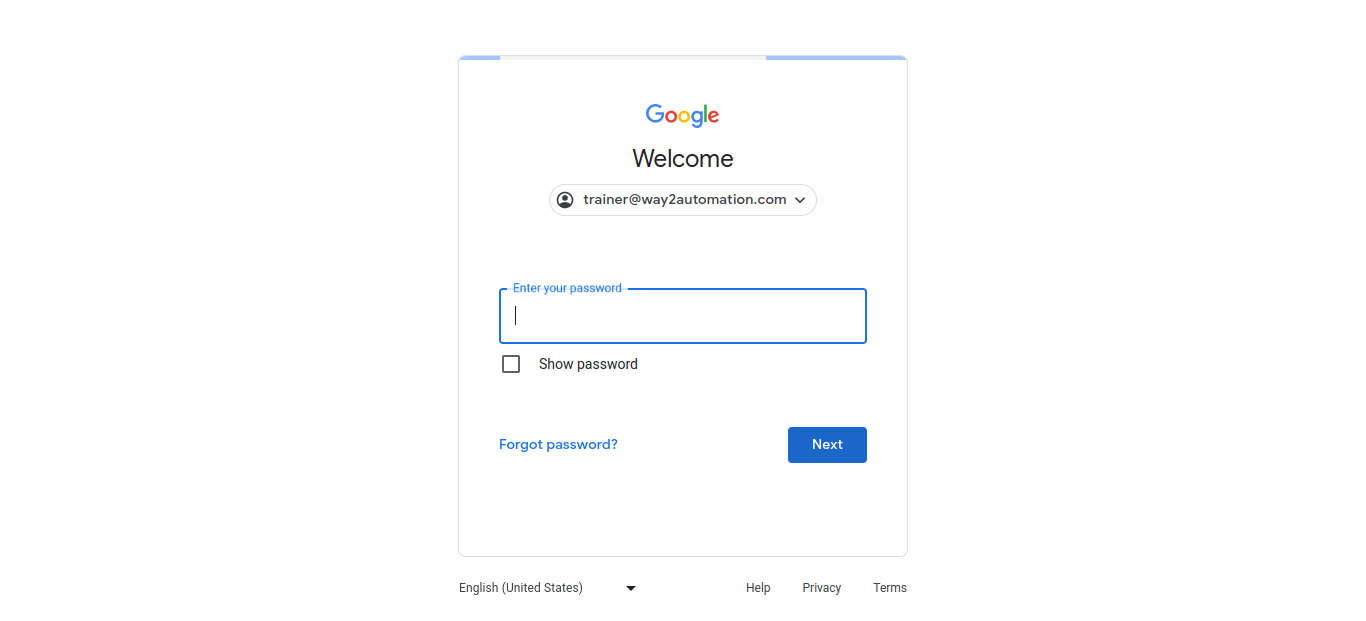 Google
Welcome
trainer@way2automation.com
Enter your password
Show password
Forgot password?
Next
English (United States)
Help Privacy Terms